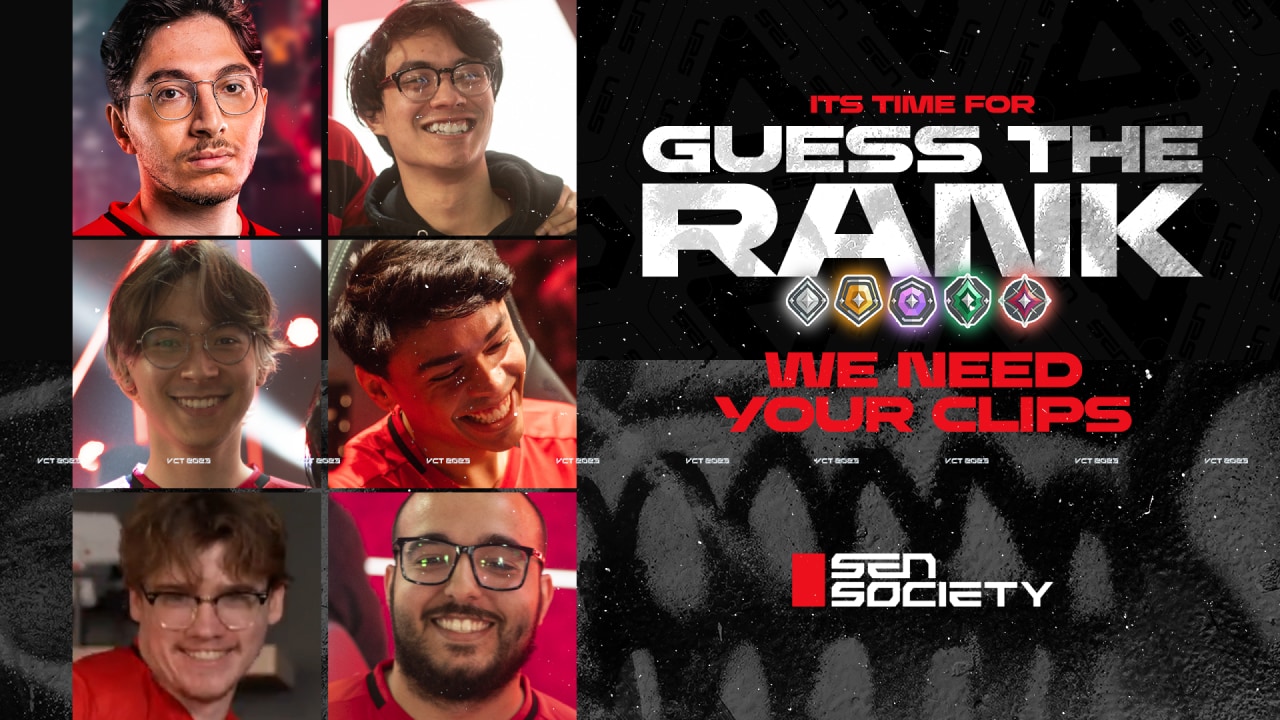 ITS TIME FOR
GUESS THE
RANK
WE NEED
YOUR CLIPS
VCT 2023 VCT 2023 VCT 2023 VCT 2023 VCT 2023 VCT 2023 VCT 2023 VCT 2023 VCT 2023 VCT 2023
SEN
SOCIETY